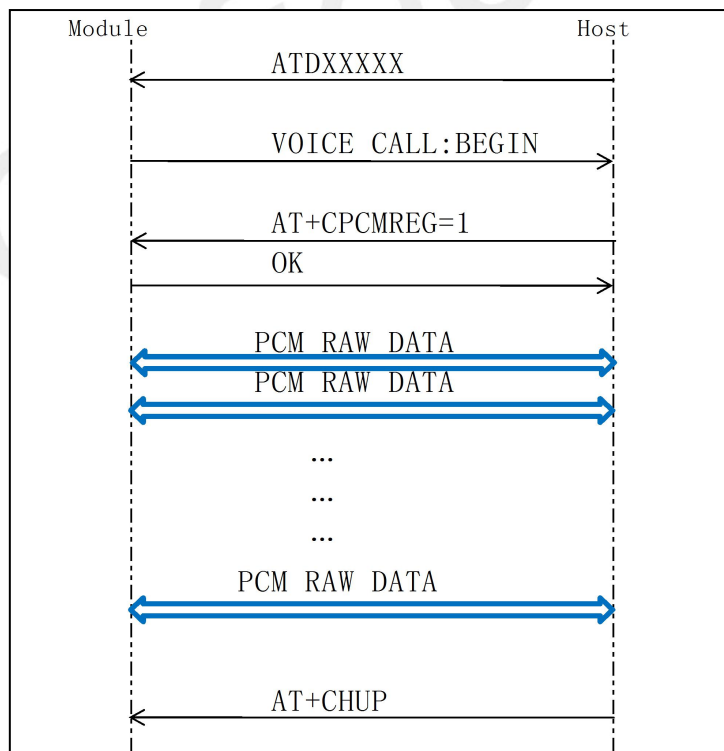 Module Host
ATDXXXXX
VOICE CALL:BEGIN
AT+CPCMREG=1
OK
PCM RAW DATA
PCM RAW DATA
...
...
...
PCM RAW DATA
AT+CHUP